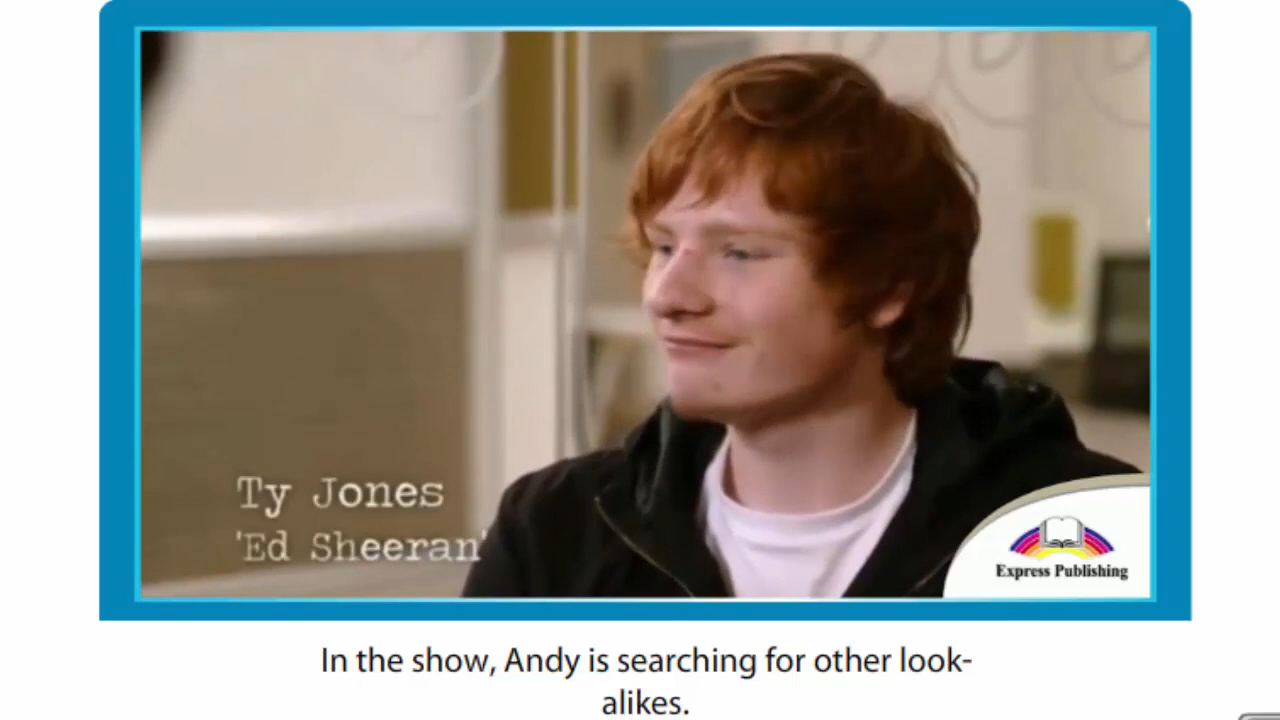 Ty Jones
'Ed Sheeran'
Express Publishing
In the show, Andy is searching for other look-
alikes.